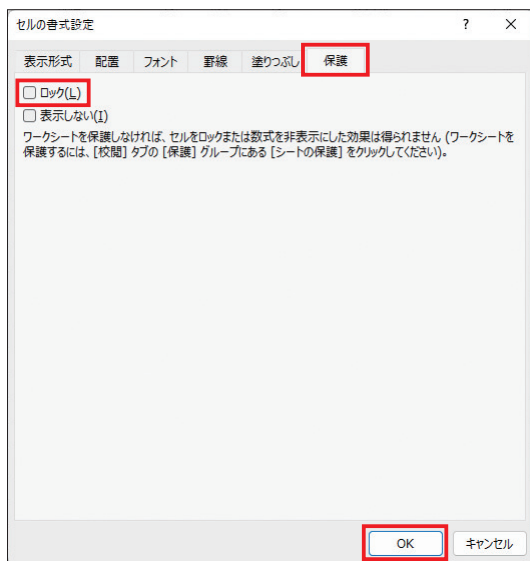 セルの書式設定 ? ×
表示形式 配置 フォント 罫線 塗りつぶし 保護
ロック(L)
表示しない(I)
ワークシートを保護しなければ、セルをロックまたは数式を非表示にした効果は得られません (ワークシートを
保護するには、[校閲] タブの [保護] グループにある [シートの保護] をクリックしてください)。
OK キャンセル